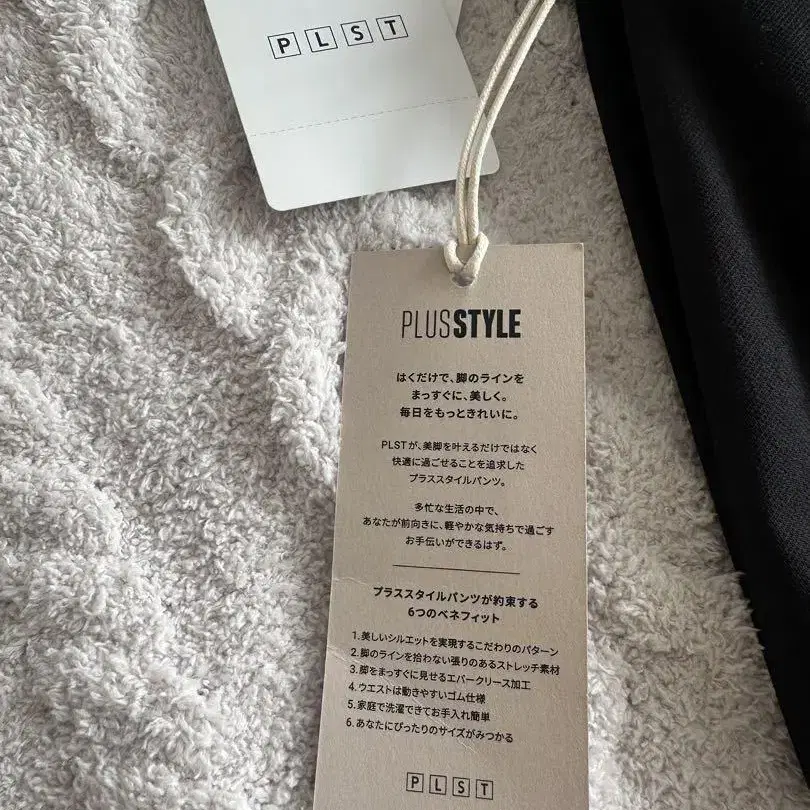 PLST
PLUSSTYLE
はくだけで、脚のラインを
まっすぐに、美しく。
毎日をもっときれいに。
PLSTが、美脚を叶えるだけではなく
快適に過ごせることを追求した
プラススタイルパンツ。
多忙な生活の中で、
あなたが前向きに、軽やかな気持ちで過ごす
お手伝いができるはず。
プラススタイルパンツが約束する
6つのベネフィット
1.美しいシルエットを実現するこだわりのパターン
2.脚のラインを拾わない張りのあるストレッチ素材
3.脚をまっすぐに見せるエバークリース加工
4.ウエストは動きやすいゴム仕様
5.家庭で洗濯できてお手入れ簡単
6.あなたにぴったりのサイズがみつかる
PLST